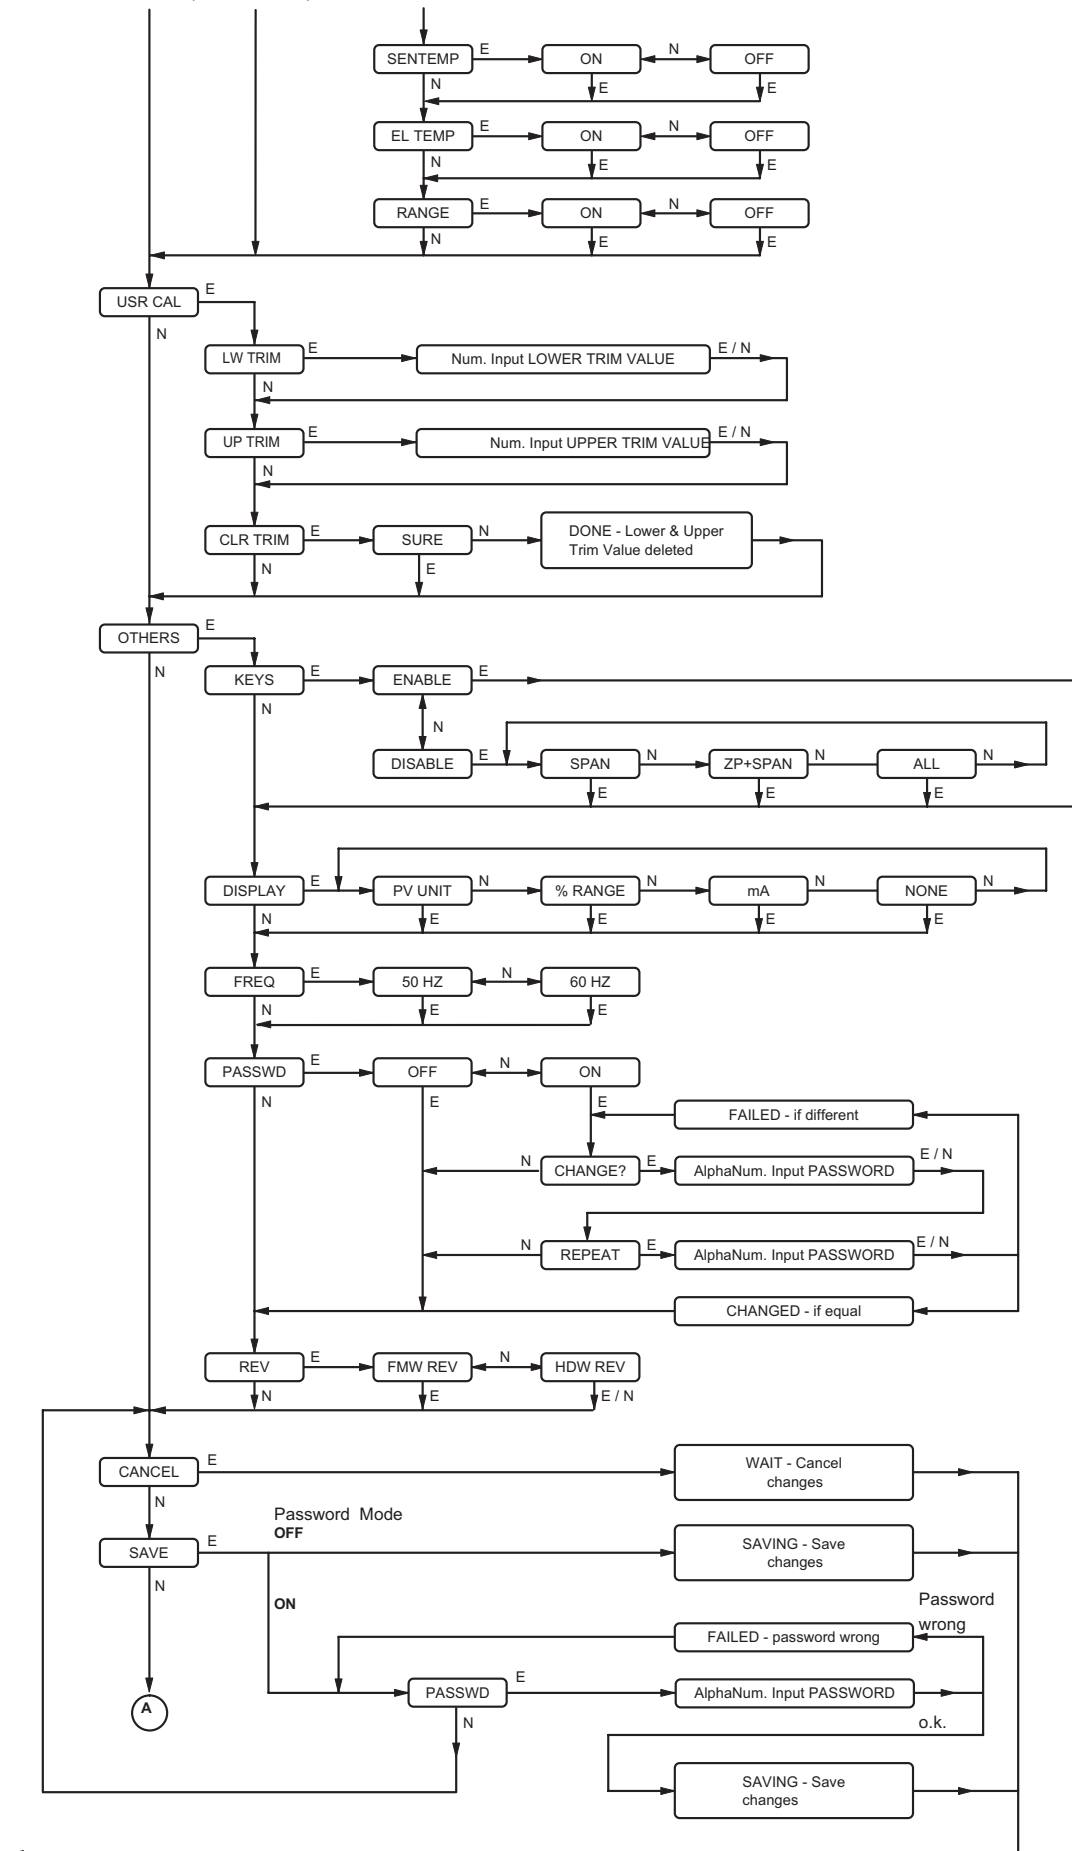 SENTEMP E ON N OFF
N E E
EL TEMP E ON N OFF
N E E
RANGE E ON N OFF
N E E
USR CAL E
N
LW TRIM E Num. Input LOWER TRIM VALUE E / N
N
UP TRIM E Num. Input UPPER TRIM VALUE E / N
N
CLR TRIM E SURE N DONE - Lower & Upper
Trim Value deleted
N E
OTHERS E
N
KEYS E ENABLE E
N
N
DISABLE E SPAN N ZP+SPAN N ALL N
E E E
DISPLAY E PV UNIT N % RANGE N mA N NONE N
N E E E E
FREQ E 50 HZ N 60 HZ
N E E
PASSWD E OFF N ON
N E E
FAILED - if different
N CHANGE? E AlphaNum. Input PASSWORD E / N
N REPEAT E AlphaNum. Input PASSWORD E / N
CHANGED - if equal
REV E FMW REV N HDW REV
N E E / N
CANCEL E WAIT - Cancel
changes
N
Password Mode
OFF
SAVE E SAVING - Save
changes
N
ON
Password
wrong
FAILED - password wrong
PASSWD E AlphaNum. Input PASSWORD
A
N o.k.
SAVING - Save
changes